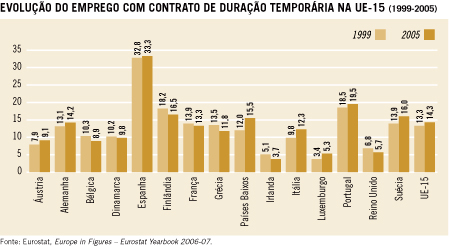 EVOLUÇÃO DO EMPREGO COM CONTRATO DE DURAÇÃO TEMPORÁRIA NA UE-15 (1999-2005)
1999 2005
35
30
25
20
15
10
5
0
7,9 9,1 13,1 14,2 10,3 8,9 10,2 9,8 32,8 33,3 18,2 16,5 13,9 13,3 13,5 11,8 12,0 15,5 5,1 3,7 9,8 12,3 3,4 5,3 18,5 19,5 6,8 5,7 13,9 16,0 13,3 14,3
Áustria Alemanha Bélgica Dinamarca Espanha Finlândia França Grécia Países Baixos Irlanda Itália Luxemburgo Portugal Reino Unido Suécia UE-15
Fonte: Eurostat, Europe in Figures – Eurostat Yearbook 2006-07.